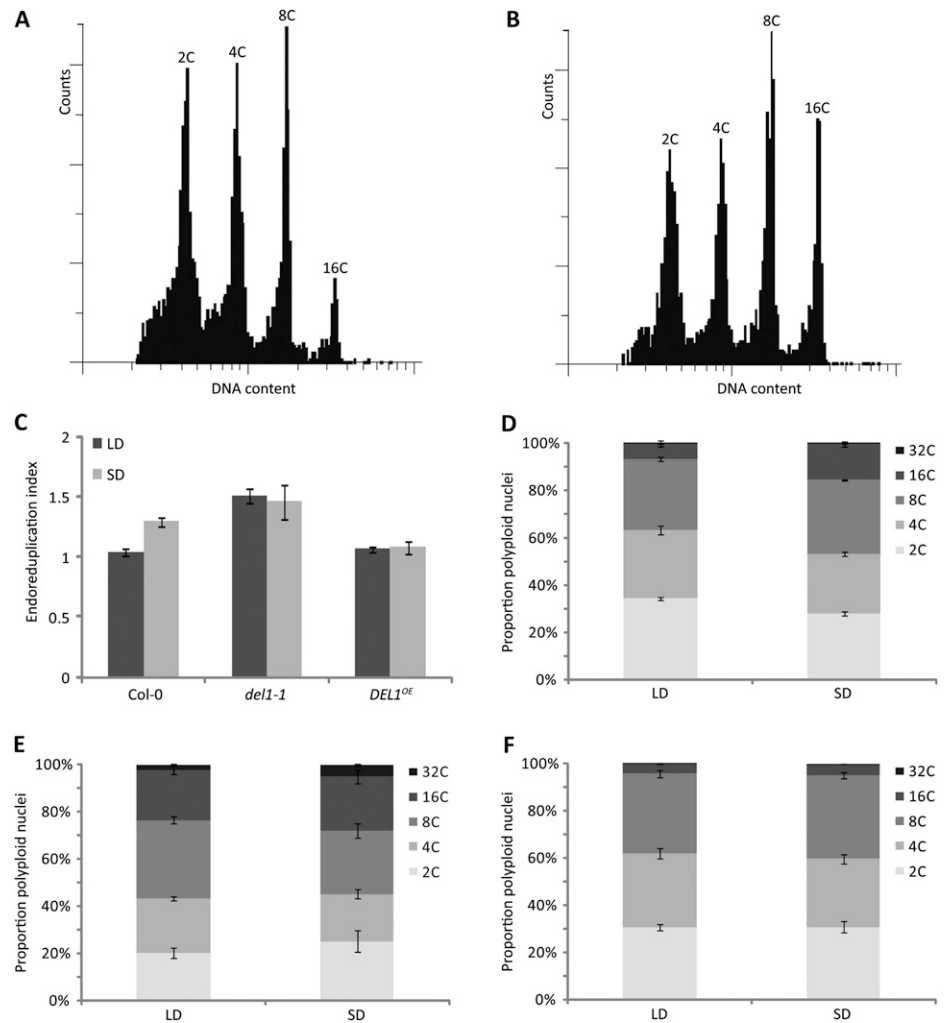 A
8C
2C
4C
16C
Counts
DNA content
B
8C
2C
4C
16C
Counts
DNA content
C
2
1.5
1
0.5
0
Endoreduplication index
LD
SD
Col-0
del1-1
DEL1OE
D
100%
80%
60%
40%
20%
0%
Proportion polyploid nuclei
32C
16C
8C
4C
2C
LD
SD
E
100%
80%
60%
40%
20%
0%
Proportion polyploid nuclei
32C
16C
8C
4C
2C
LD
SD
F
100%
80%
60%
40%
20%
0%
Proportion polyploid nuclei
32C
16C
8C
4C
2C
LD
SD